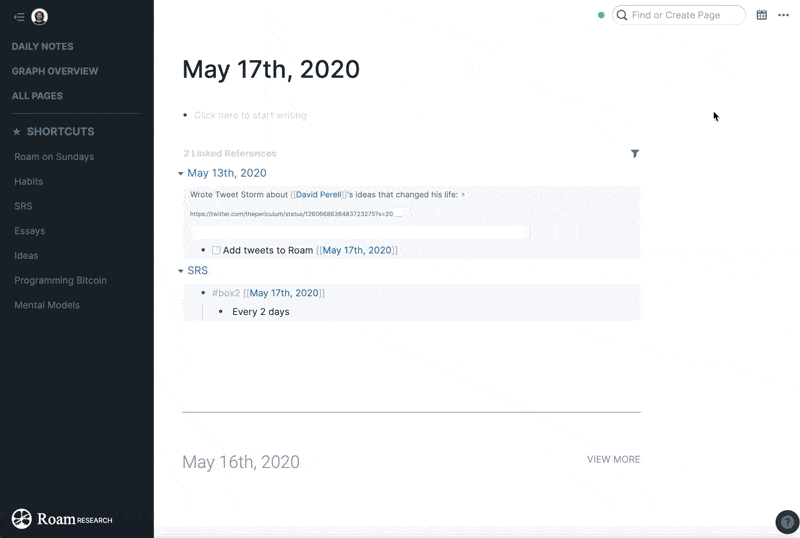 Find or Create Page
DAILY NOTES
GRAPH OVERVIEW
ALL PAGES
★ SHORTCUTS
Roam on Sundays
Habits
SRS
Essays
Ideas
Programming Bitcoin
Mental Models
Roam RESEARCH
May 17th, 2020
Click here to start writing
2 Linked References
May 13th, 2020
Wrote Tweet Storm about [[David Perell]]'s ideas that changed his life: >
https://twitter.com/thepericulum/status/1260668636483723275?s=20
Add tweets to Roam [[May 17th, 2020]]
SRS
#box2 [[May 17th, 2020]]
Every 2 days
May 16th, 2020
VIEW MORE
?